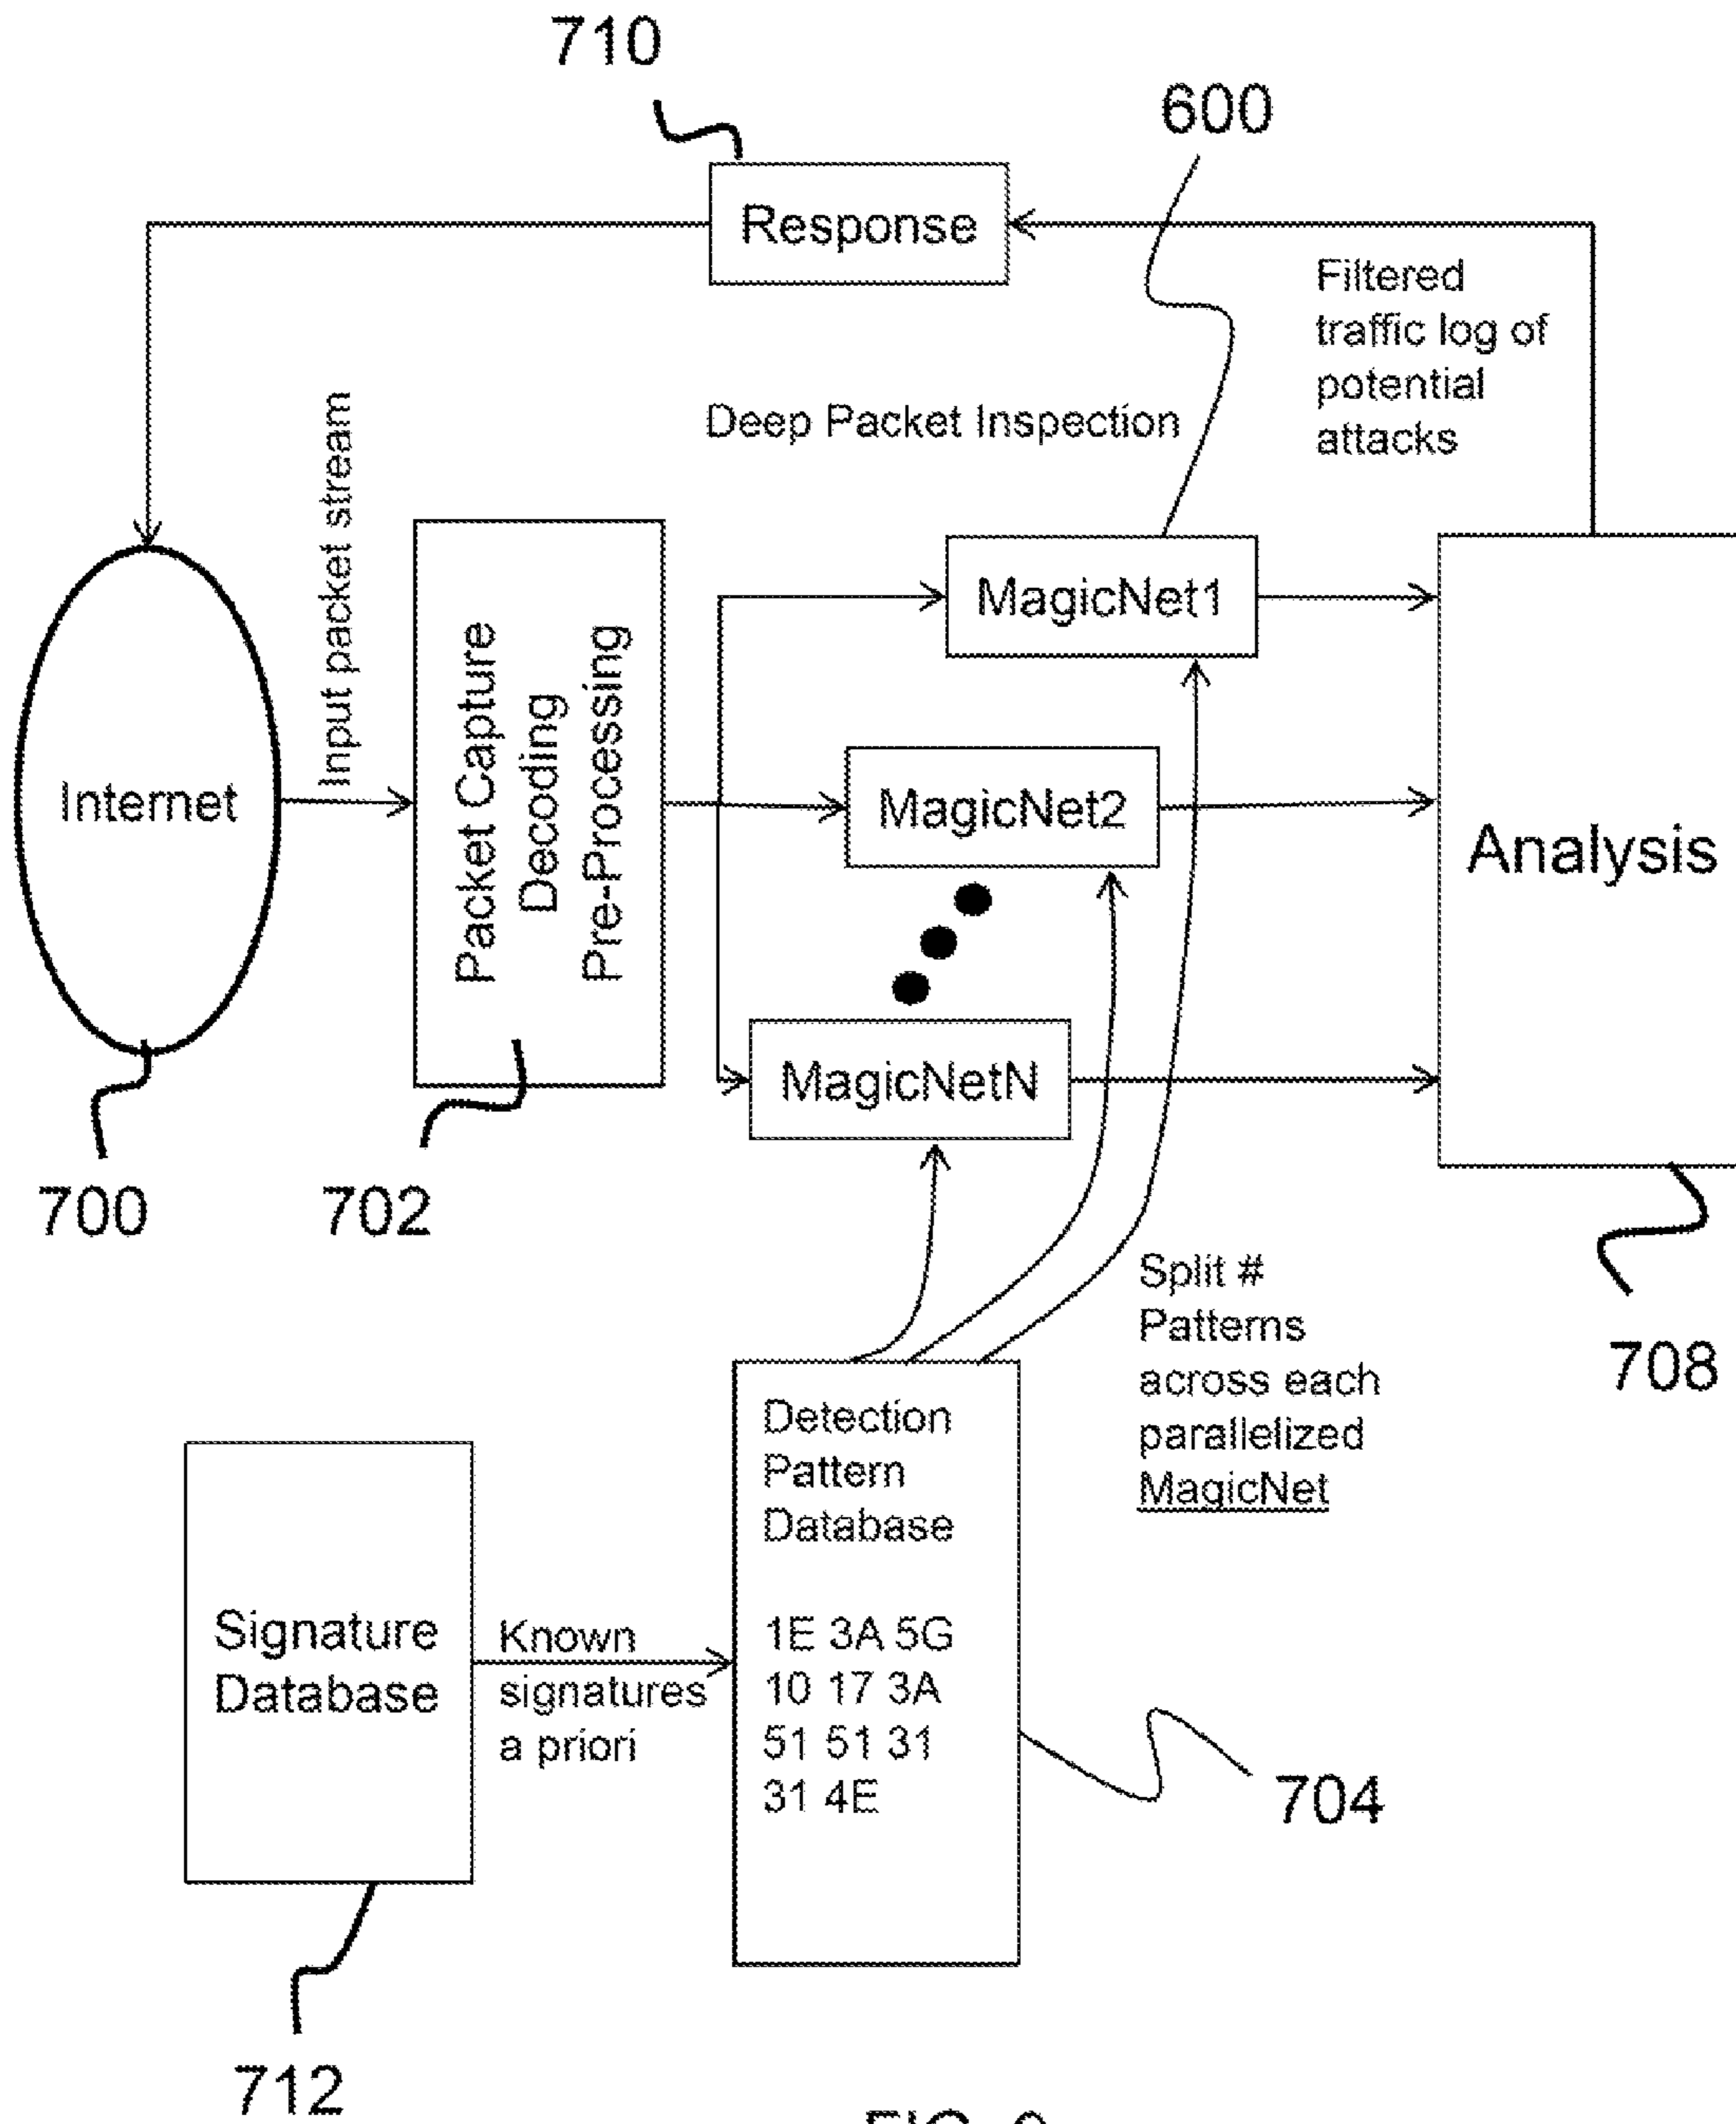 710
600
Response
Filtered
traffic log of
potential
attacks
Deep Packet Inspection
Input packet stream
Internet
Packet Capture
Decoding
Pre-Processing
MagicNet1
MagicNet2
MagicNetN
Analysis
700
702
708
Split #
Patterns
across each
parallelized
MagicNet
Detection
Pattern
Database
1E 3A 5G
10 17 3A
51 51 31
31 4E
Signature
Database
Known
signatures
a priori
704
712